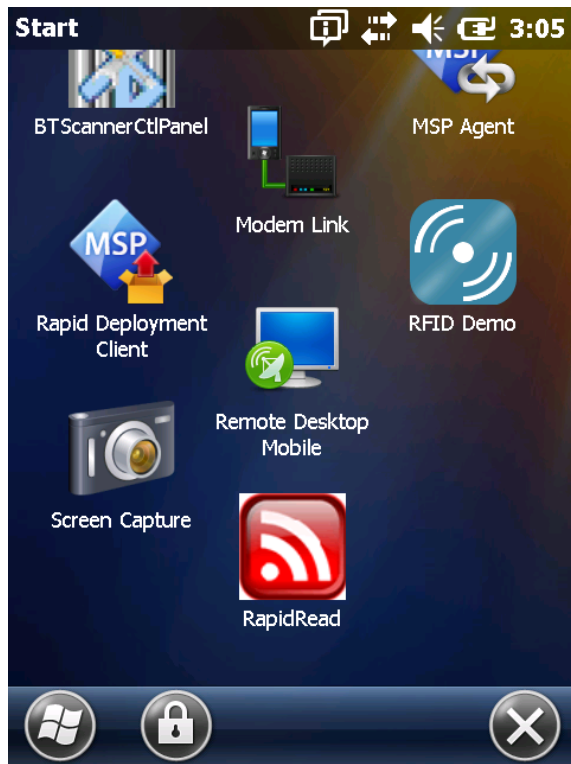 Start 3:05
BTScannerCtlPanel
MSP
MSP Agent
Modem Link
MSP
Rapid Deployment
Client
RFID Demo
Remote Desktop
Mobile
Screen Capture
RapidRead